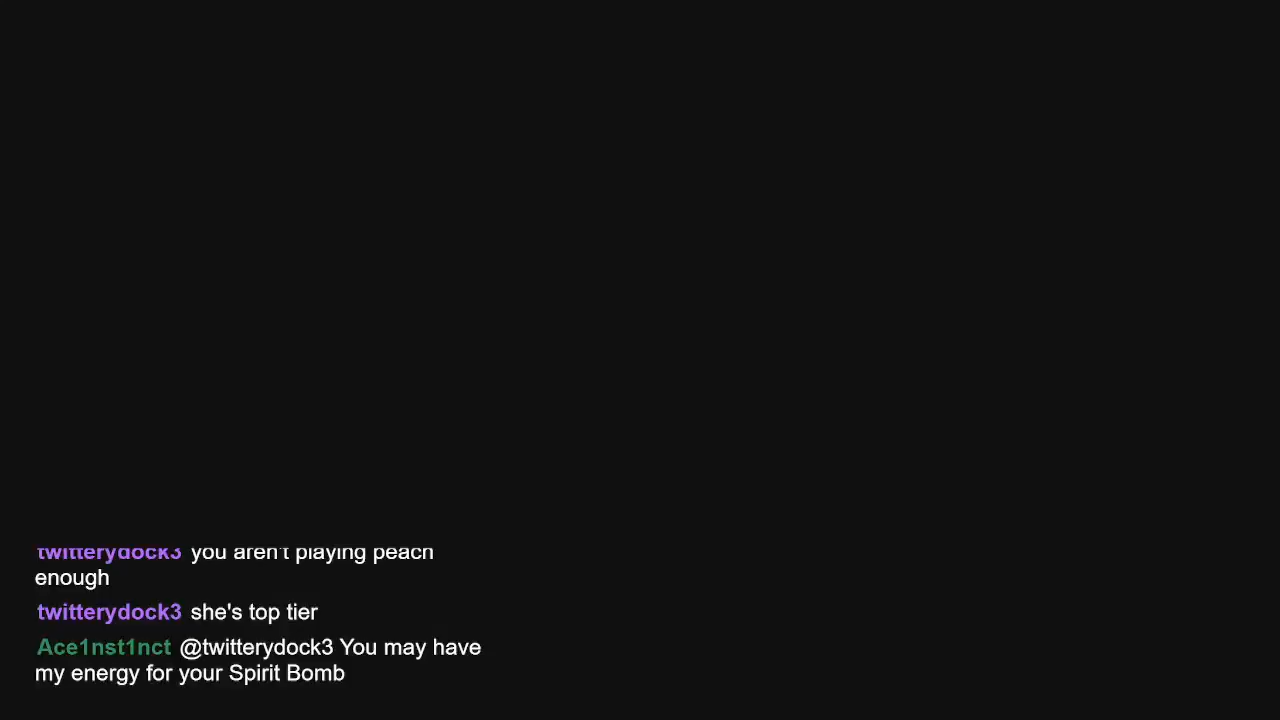 twitterydock3 you aren't playing peach
enough
twitterydock3 she's top tier
Ace1nst1nct @twitterydock3 You may have
my energy for your Spirit Bomb